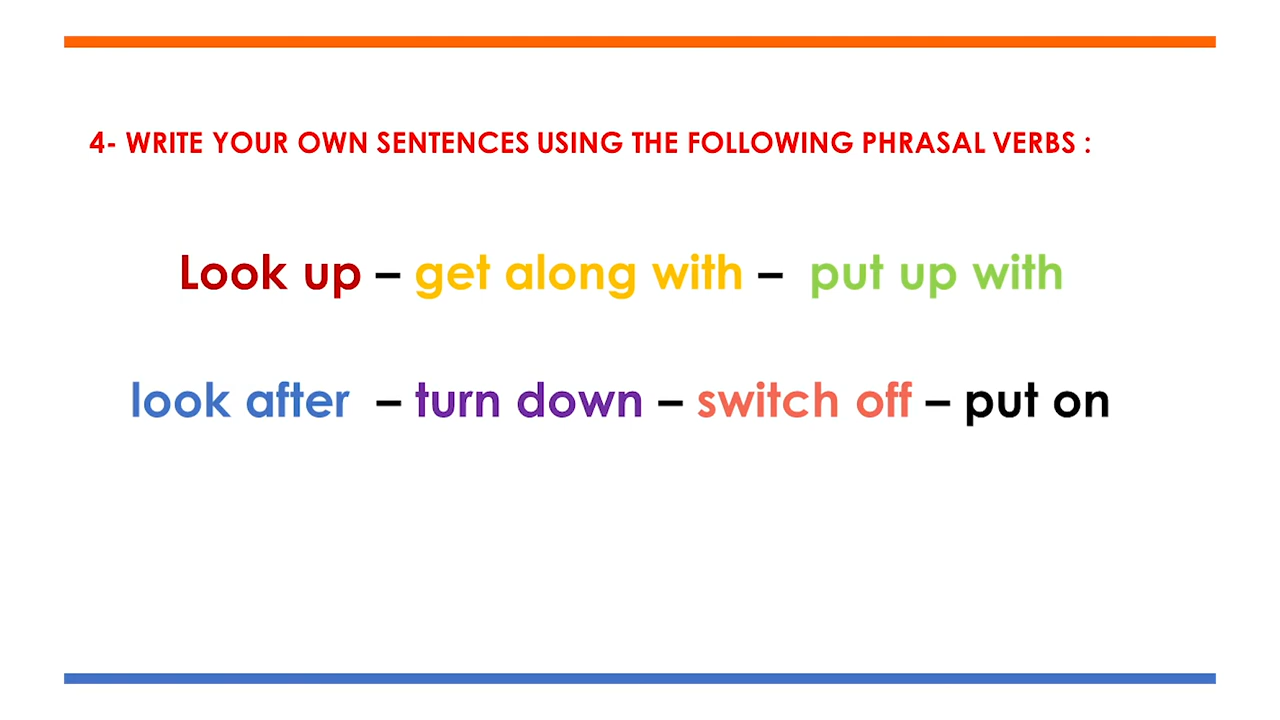 4- WRITE YOUR OWN SENTENCES USING THE FOLLOWING PHRASAL VERBS :
Look up – get along with – put up with
look after – turn down – switch off – put on